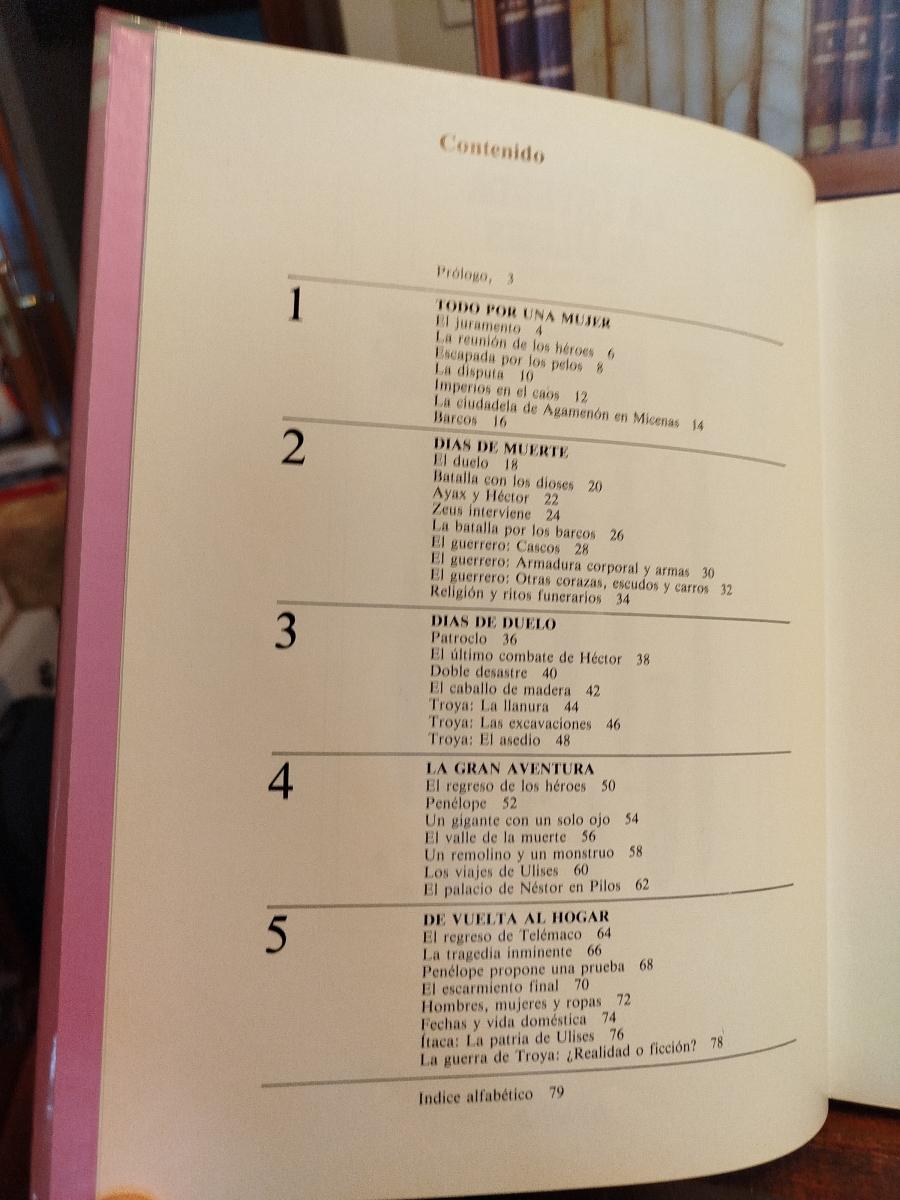 Contenido
Prólogo, 3
1
TODO POR UNA MUJER
El juramento 4
La reunión de los héroes 6
Escapada por los pelos 8
La disputa 10
Imperios en el caos 12
La ciudadela de Agamenón en Micenas 14
Barcos 16
2
DIAS DE MUERTE
El duelo 18
Batalla con los dioses 20
Ayax y Héctor 22
Zeus interviene 24
La batalla por los barcos 26
El guerrero: Cascos 28
El guerrero: Armadura corporal y armas 30
El guerrero: Otras corazas, escudos y carros 32
Religión y ritos funerarios 34
3
DIAS DE DUELO
Patroclo 36
El último combate de Héctor 38
Doble desastre 40
El caballo de madera 42
Troya: La llanura 44
Troya: Las excavaciones 46
Troya: El asedio 48
4
LA GRAN AVENTURA
El regreso de los héroes 50
Penélope 52
Un gigante con un solo ojo 54
El valle de la muerte 56
Un remolino y un monstruo 58
Los viajes de Ulises 60
El palacio de Néstor en Pilos 62
5
DE VUELTA AL HOGAR
El regreso de Telémaco 64
La tragedia inminente 66
Penélope propone una prueba 68
El escarmiento final 70
Hombres, mujeres y ropas 72
Fechas y vida doméstica 74
Ítaca: La patria de Ulises 76
La guerra de Troya: ¿Realidad o ficción? 78
Indice alfabético 79